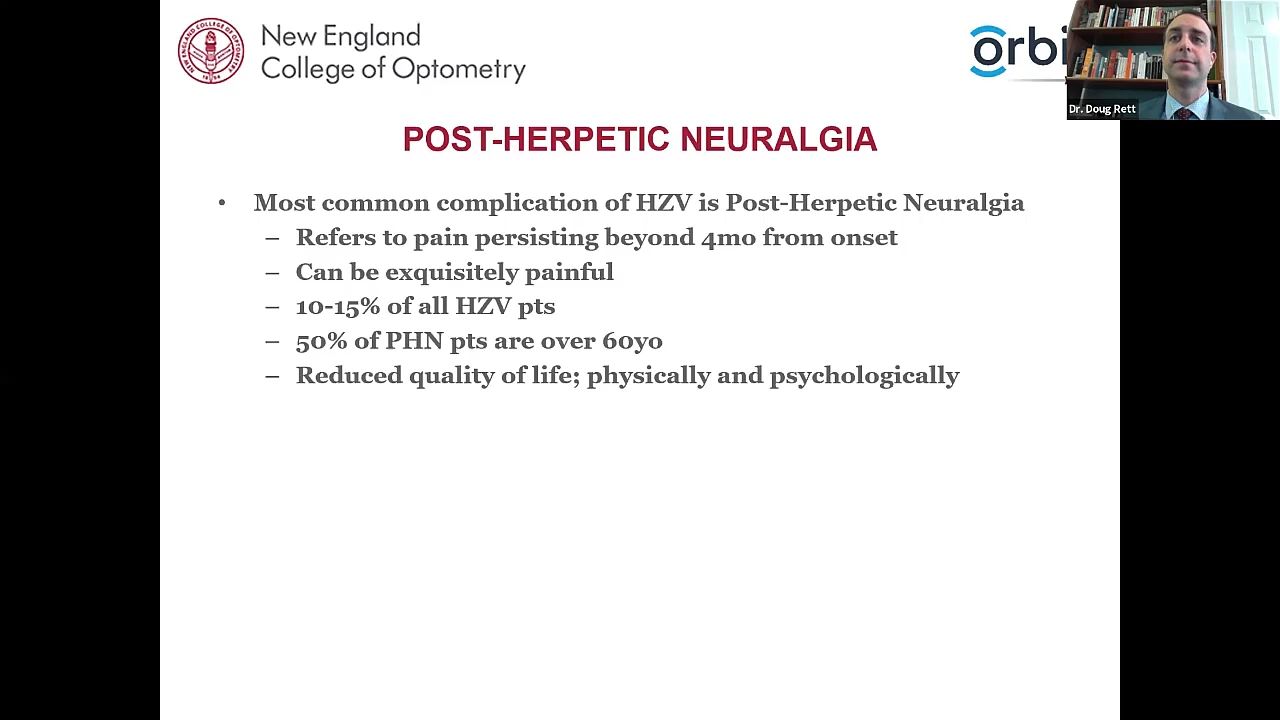 New England
College of Optometry
Dr. Doug Rett
POST-HERPETIC NEURALGIA
• Most common complication of HZV is Post-Herpetic Neuralgia
– Refers to pain persisting beyond 4mo from onset
– Can be exquisitely painful
– 10-15% of all HZV pts
– 50% of PHN pts are over 60yo
– Reduced quality of life; physically and psychologically